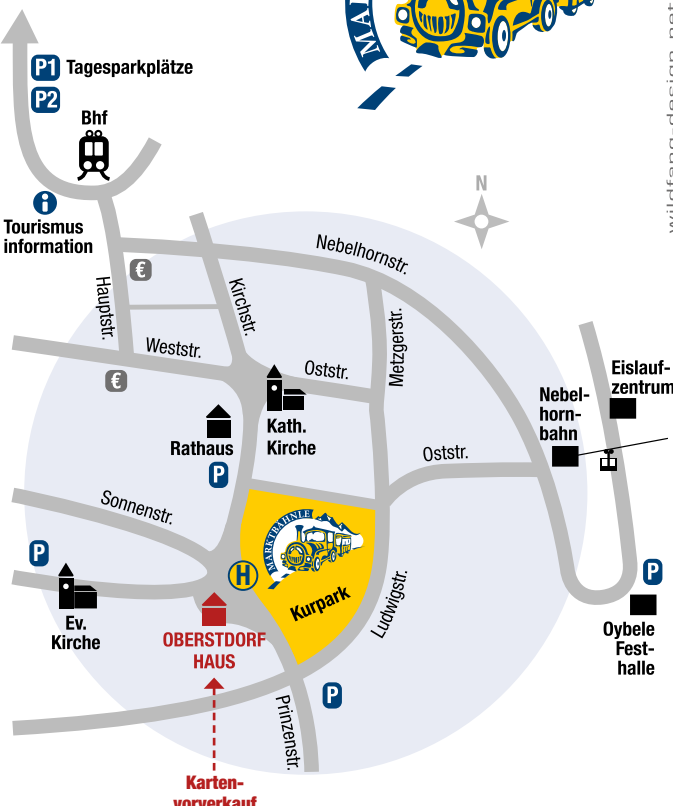 MAR
wildfang-design.net
P1 Tagesparkplätze
P2
Bhf
i
Tourismus
information
N
Nebelhornstr.
€
Hauptstr.
Kirchstr.
Metzgerstr.
Weststr.
Oststr.
€
Eislauf-
zentrum
Nebel-
horn-
bahn
Kath.
Kirche
Rathaus
P
Oststr.
Sonnenstr.
MARKTBÄHNLE
P
H
Kurpark
Ludwigstr.
P
Ev.
Kirche
OBERSTDORF
HAUS
Oybele
Fest-
halle
P
Prinzenstr.
Karten-
vorverkauf